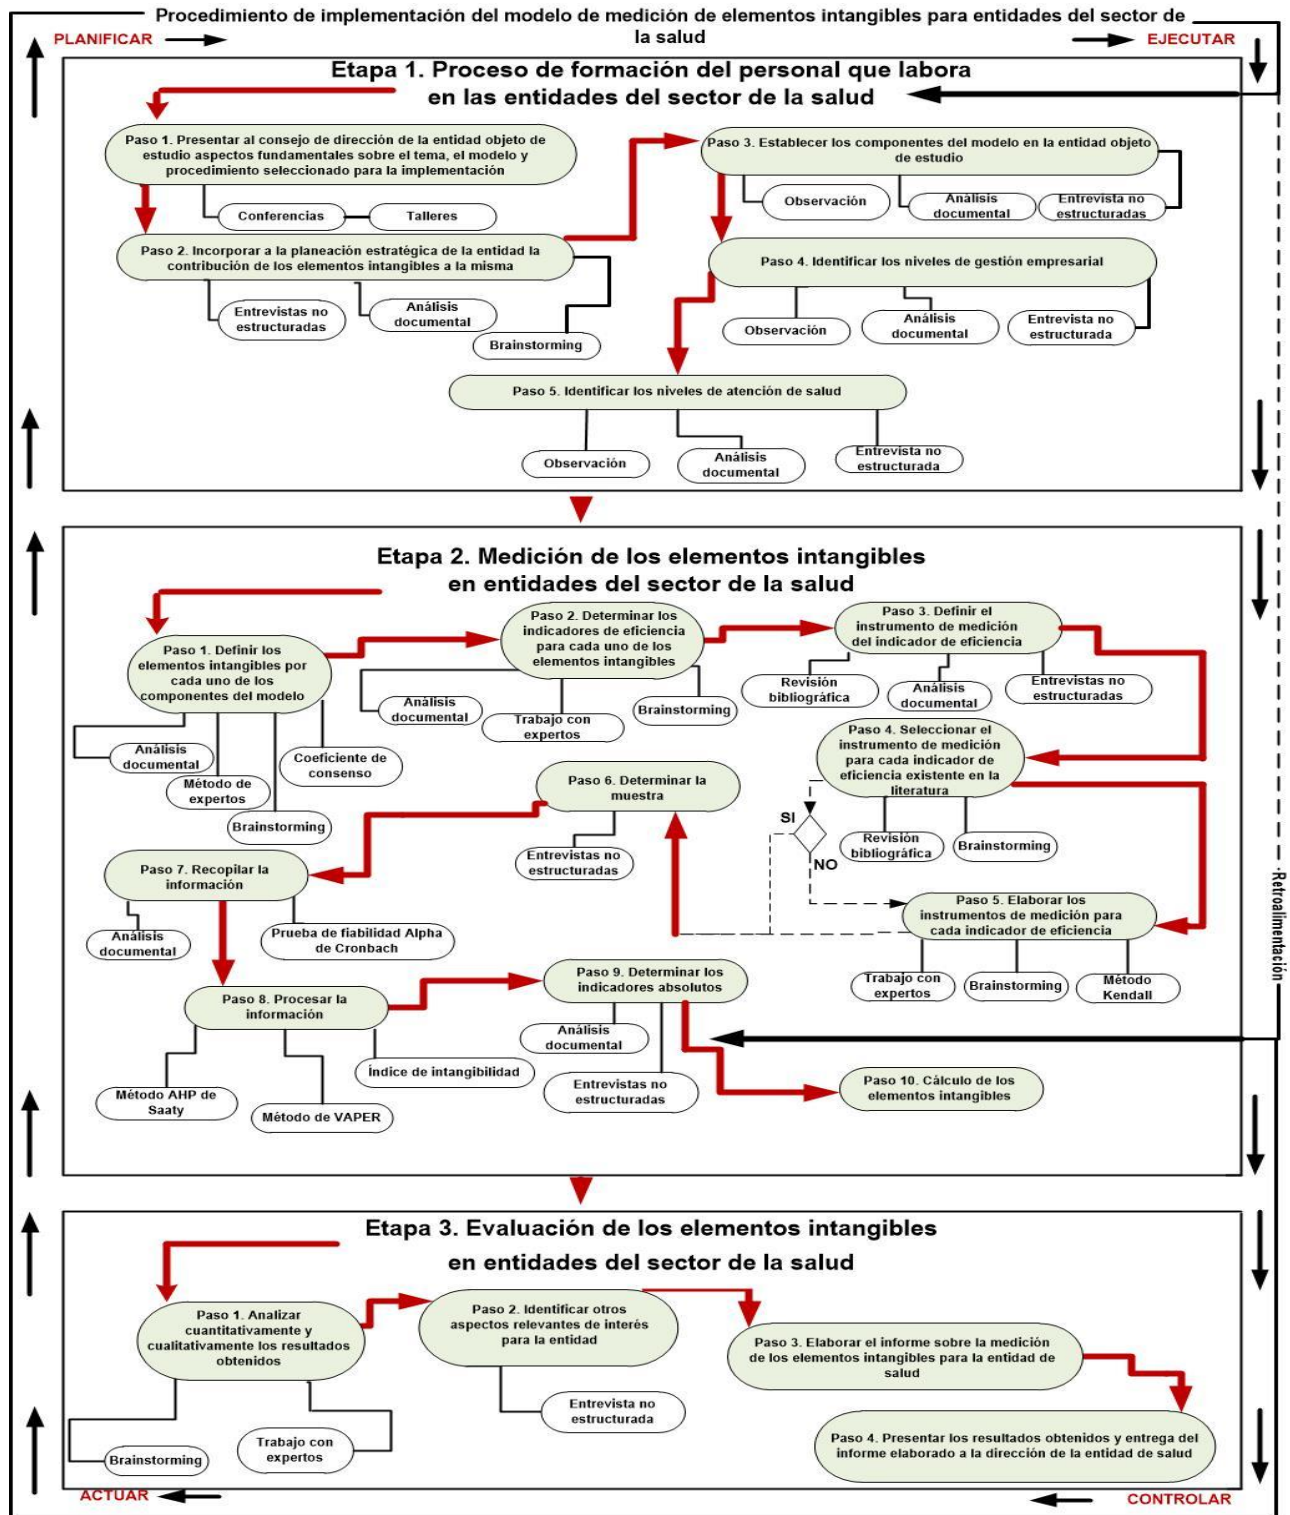 Procedimiento de implementación del modelo de medición de elementos intangibles para entidades del sector de
la salud
PLANIFICAR
EJECUTAR
Etapa 1. Proceso de formación del personal que labora
en las entidades del sector de la salud
Paso 1. Presentar al consejo de dirección de la entidad objeto de
estudio aspectos fundamentales sobre el tema, el modelo y
procedimiento seleccionado para la implementación
Conferencias
Talleres
Paso 2. Incorporar a la planeación estratégica de la entidad la
contribución de los elementos intangibles a la misma
Entrevistas no
estructuradas
Análisis
documental
Brainstorming
Paso 3. Establecer los componentes del modelo en la entidad objeto
de estudio
Observación
Análisis
documental
Entrevista no
estructuradas
Paso 4. Identificar los niveles de gestión empresarial
Observación
Análisis
documental
Entrevista no
estructurada
Paso 5. Identificar los niveles de atención de salud
Observación
Análisis
documental
Entrevista no
estructurada
Etapa 2. Medición de los elementos intangibles
en entidades del sector de la salud
Paso 1. Definir los
elementos intangibles por
cada uno de los
componentes del modelo
Análisis
documental
Método de
expertos
Brainstorming
Coeficiente de
consenso
Paso 2. Determinar los
indicadores de eficiencia
para cada uno de los
elementos intangibles
Análisis
documental
Trabajo con
expertos
Brainstorming
Paso 3. Definir el
instrumento de medición
del indicador de eficiencia
Revisión
bibliográfica
Análisis
documental
Entrevistas no
estructuradas
Paso 4. Seleccionar el
instrumento de medición
para cada indicador de
eficiencia existente en la
literatura
SI
NO
Revisión
bibliográfica
Brainstorming
Paso 5. Elaborar los
instrumentos de medición para
cada indicador de eficiencia
Trabajo con
expertos
Brainstorming
Método
Kendall
Paso 6. Determinar la
muestra
Entrevistas no
estructuradas
Paso 7. Recopilar la
información
Análisis
documental
Prueba de fiabilidad Alpha
de Cronbach
Paso 8. Procesar la
información
Método AHP de
Saaty
Método de VAPER
Índice de intangibilidad
Paso 9. Determinar los
indicadores absolutos
Análisis
documental
Entrevistas no
estructuradas
Paso 10. Cálculo de los
elementos intangibles
Retroalimentación
Etapa 3. Evaluación de los elementos intangibles
en entidades del sector de la salud
Paso 1. Analizar
cuantitativamente y
cualitativamente los resultados
obtenidos
Brainstorming
Trabajo con
expertos
Paso 2. Identificar otros
aspectos relevantes de interés
para la entidad
Entrevista no
estructurada
Paso 3. Elaborar el informe sobre la medición
de los elementos intangibles para la entidad de
salud
Paso 4. Presentar los resultados obtenidos y entrega del
informe elaborado a la dirección de la entidad de salud
ACTUAR
CONTROLAR